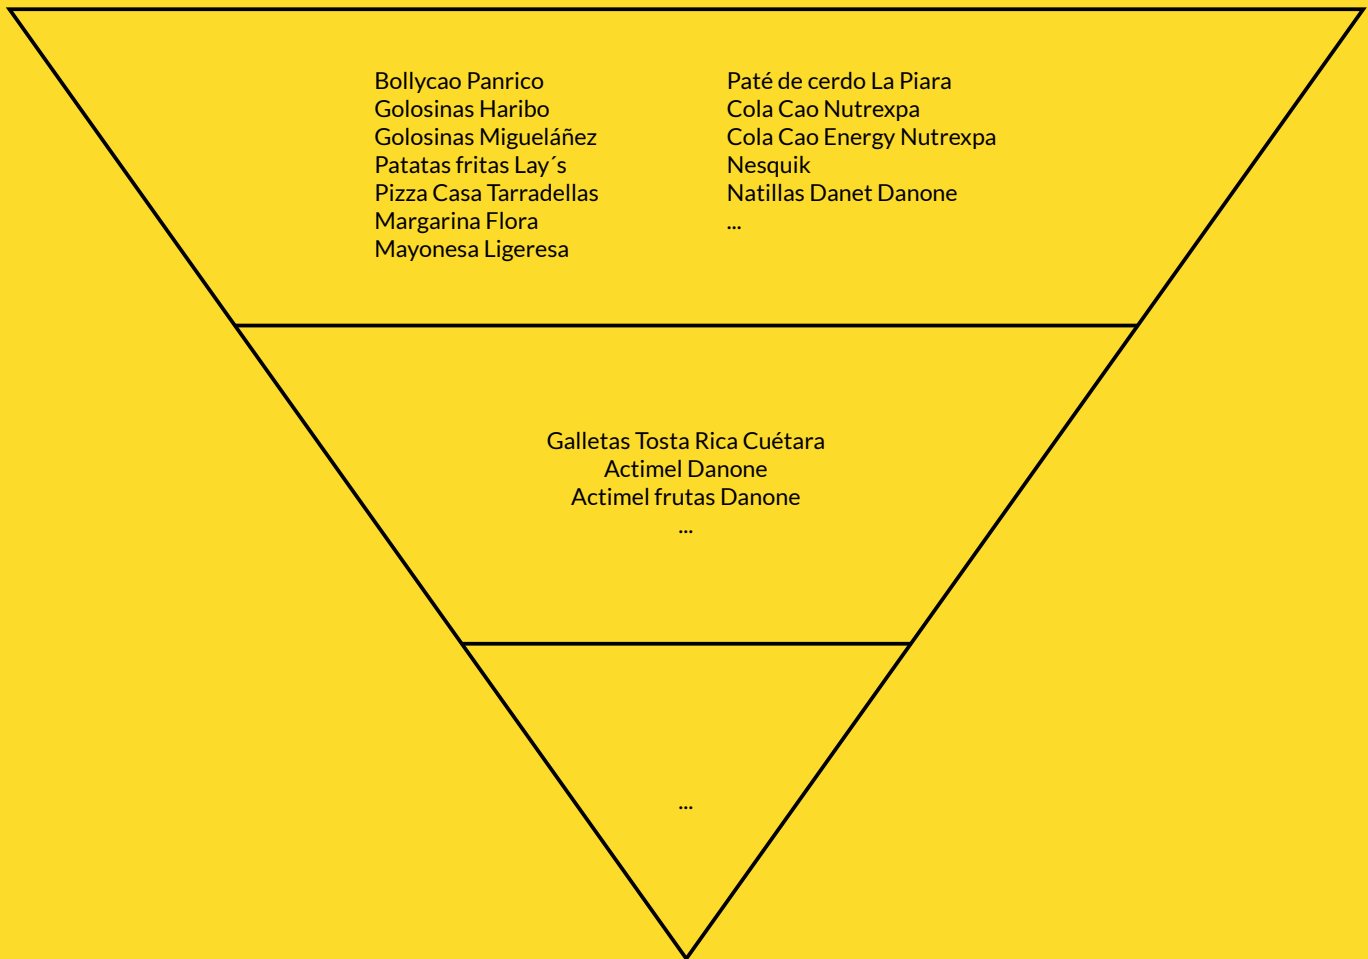 Bollycao Panrico
Golosinas Haribo
Golosinas Migueláñez
Patatas fritas Lay´s
Pizza Casa Tarradellas
Margarina Flora
Mayonesa Ligeresa
Paté de cerdo La Piara
Cola Cao Nutrexpa
Cola Cao Energy Nutrexpa
Nesquik
Natillas Danet Danone
...
Galletas Tosta Rica Cuétara
Actimel Danone
Actimel frutas Danone
...
...